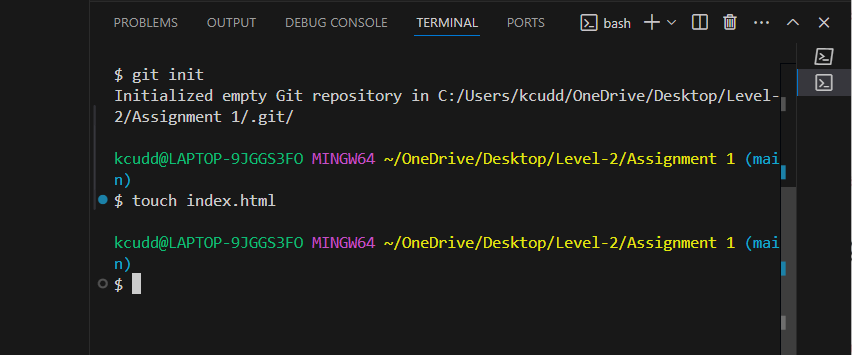 PROBLEMS OUTPUT DEBUG CONSOLE TERMINAL PORTS bash
$ git init
Initialized empty Git repository in C:/Users/kcudd/OneDrive/Desktop/Level-
2/Assignment 1/.git/
kcudd@LAPTOP-9JGGS3FO MINGW64 ~/OneDrive/Desktop/Level-2/Assignment 1 (mai
n)
$ touch index.html
kcudd@LAPTOP-9JGGS3FO MINGW64 ~/OneDrive/Desktop/Level-2/Assignment 1 (mai
n)
$